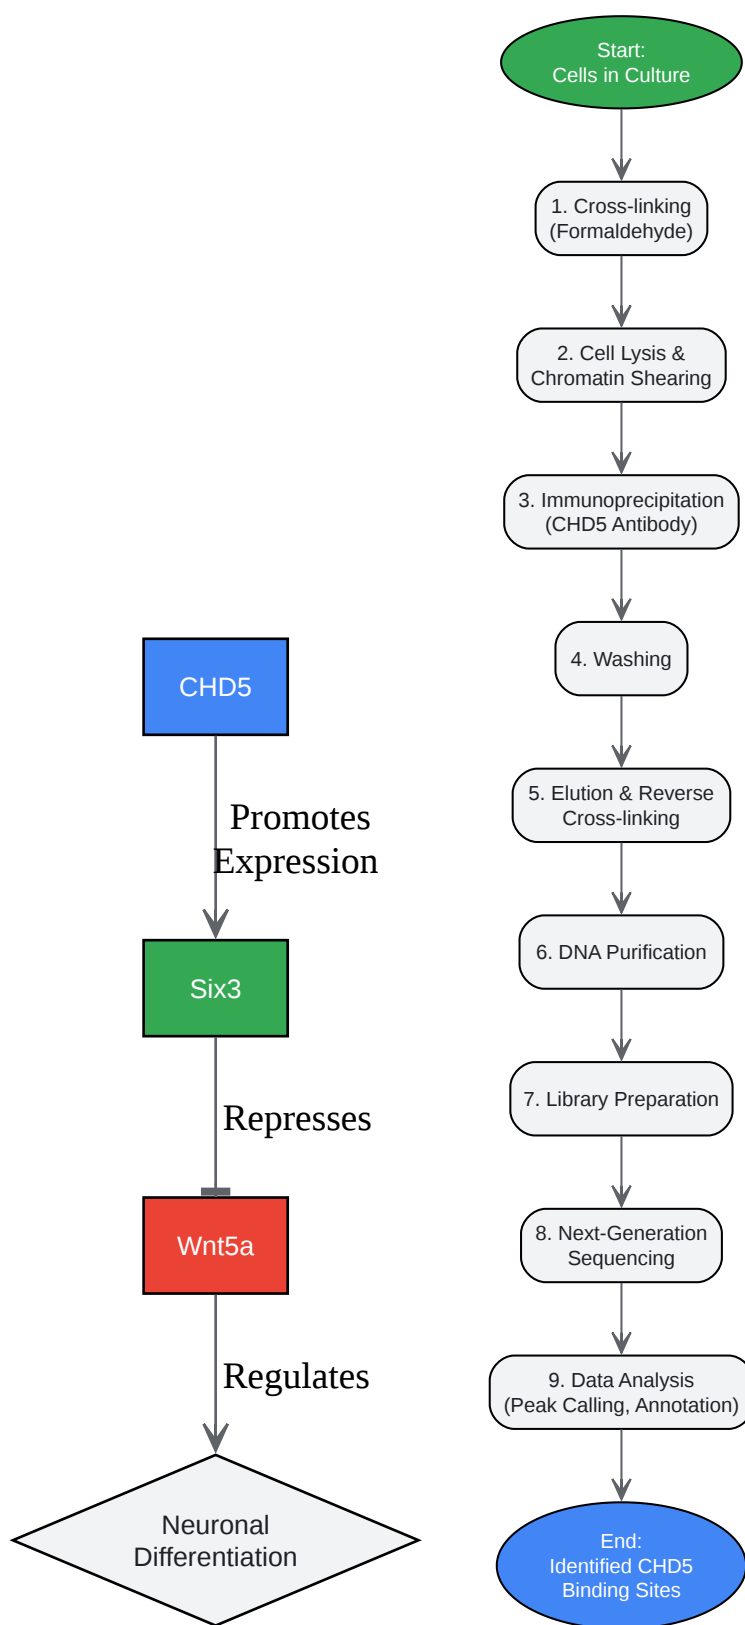 Start:
Cells in Culture
1. Cross-linking
(Formaldehyde)
2. Cell Lysis &
Chromatin Shearing
3. Immunoprecipitation
(CHD5 Antibody)
4. Washing
5. Elution & Reverse
Cross-linking
6. DNA Purification
7. Library Preparation
8. Next-Generation
Sequencing
9. Data Analysis
(Peak Calling, Annotation)
End:
Identified CHD5
Binding Sites
CHD5
Promotes
Expression
Six3
Represses
Wnt5a
Regulates
Neuronal
Differentiation